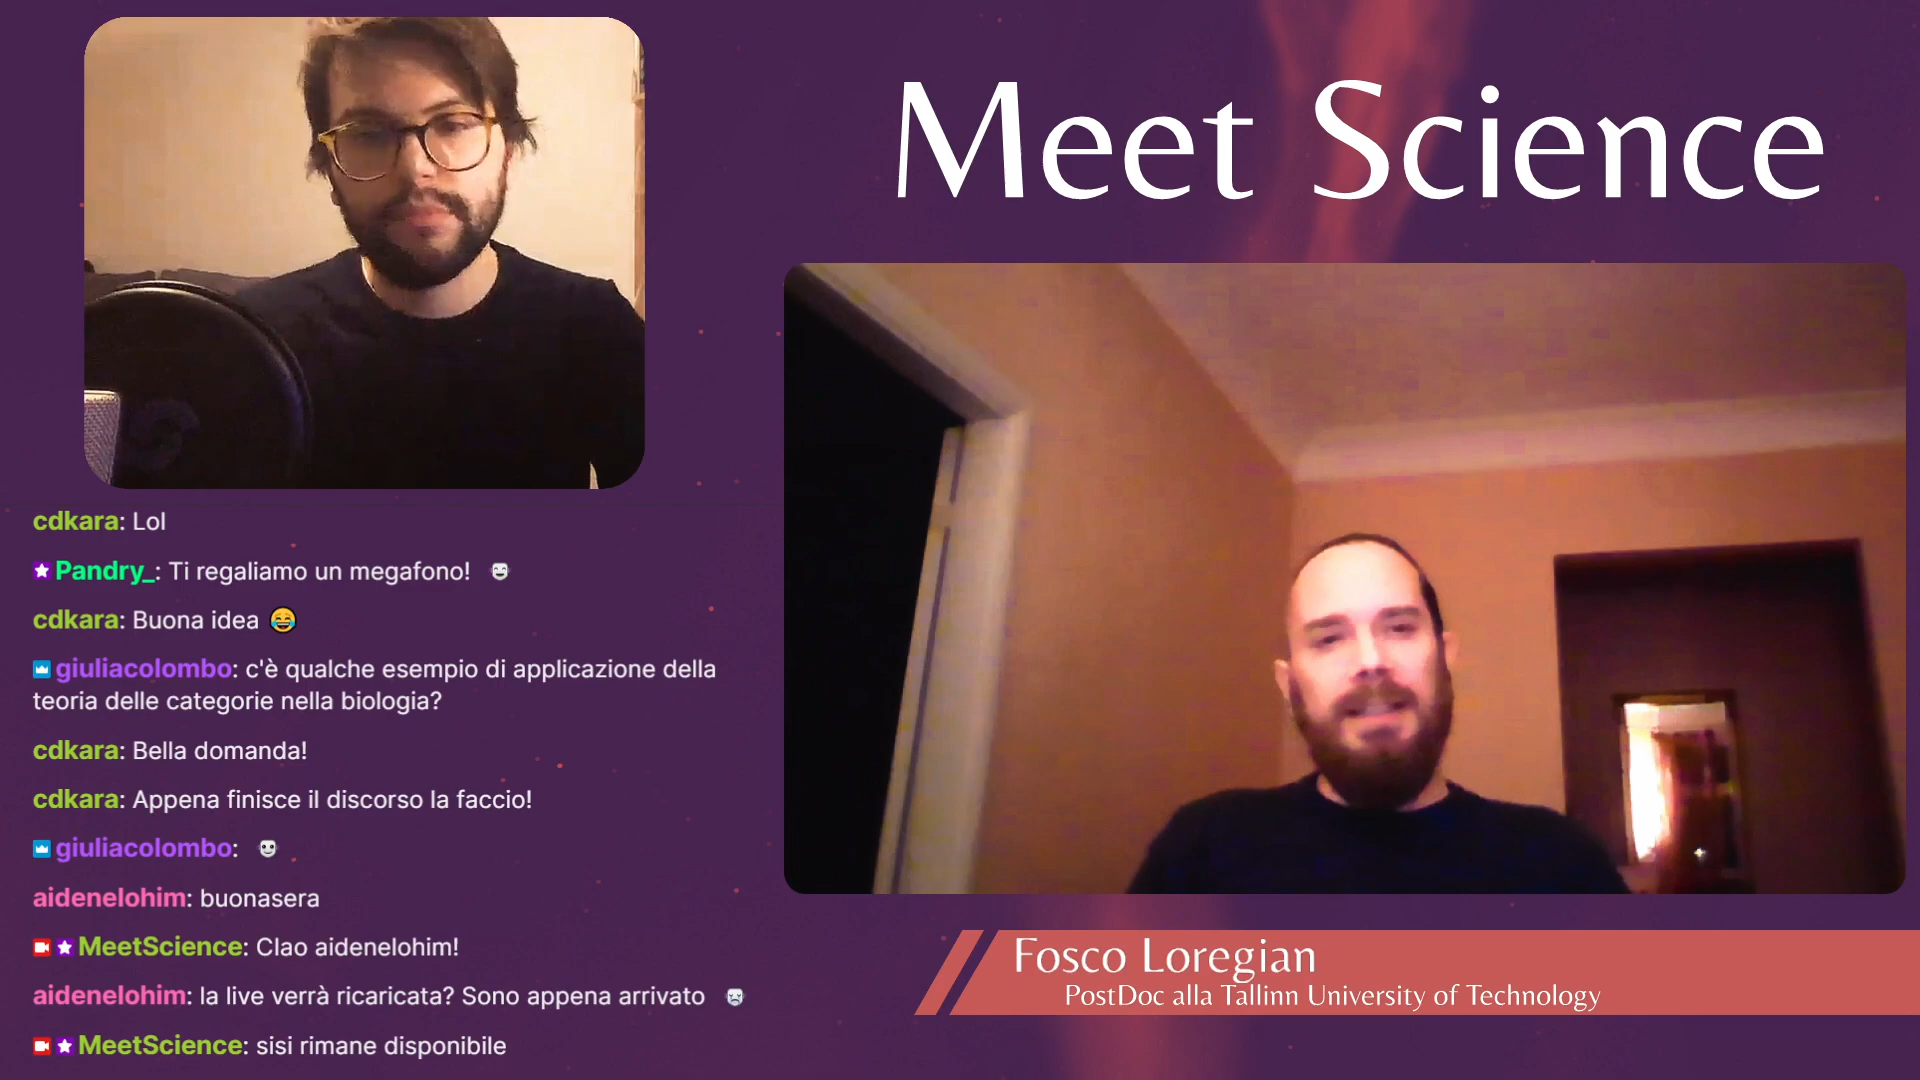 Meet Science
cdkara: Lol
Pandry_: Ti regaliamo un megafono!
cdkara: Buona idea 😂
giuliacolombo: c'è qualche esempio di applicazione della
teoria delle categorie nella biologia?
cdkara: Bella domanda!
cdkara: Appena finisce il discorso la faccio!
giuliacolombo:
aidenelohim: buonasera
MeetScience: CIao aidenelohim!
aidenelohim: la live verrà ricaricata? Sono appena arrivato
MeetScience: sisi rimane disponibile
Fosco Loregian
PostDoc alla Tallinn University of Technology